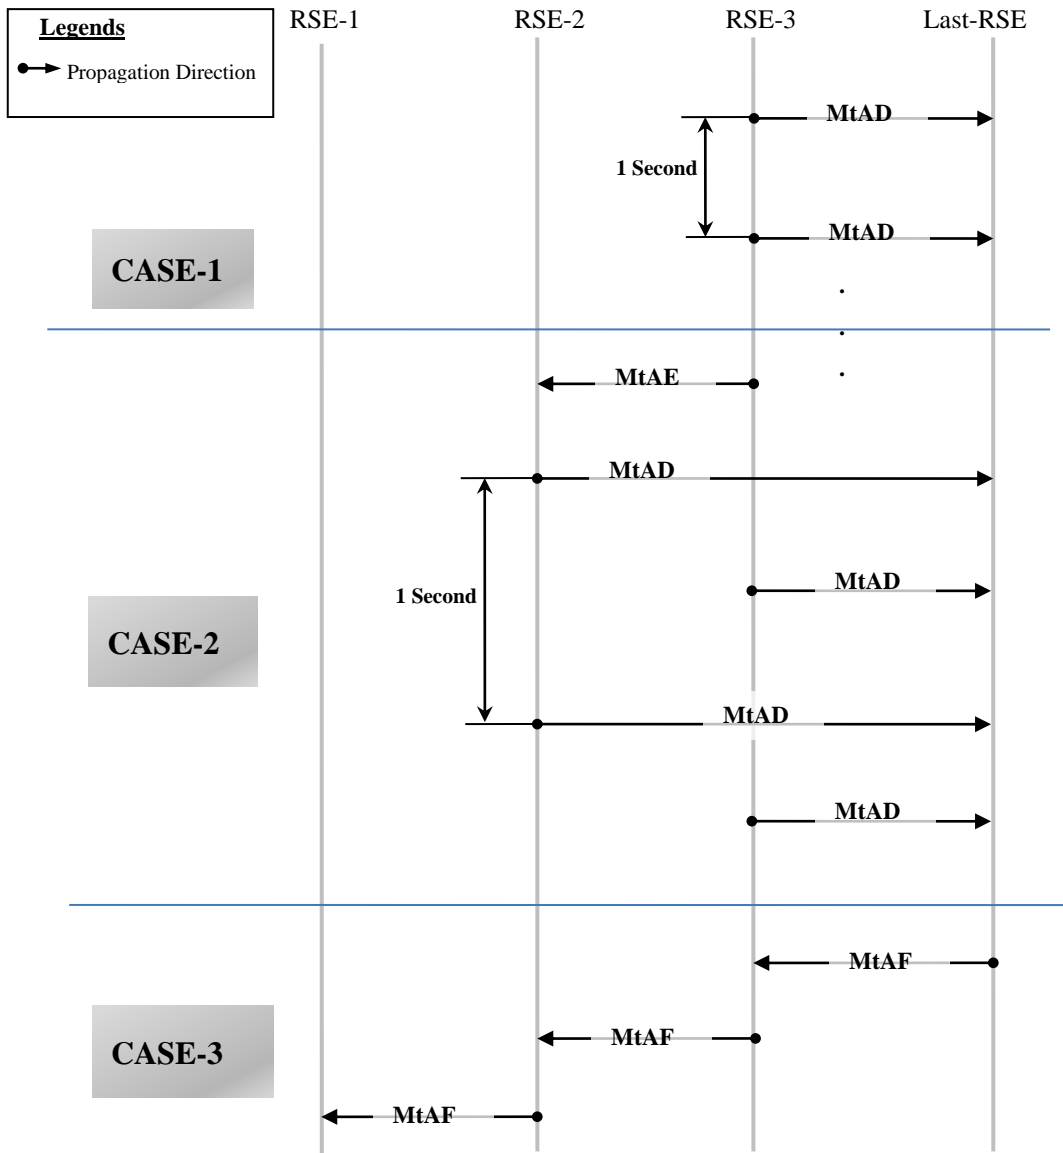 RSE-1 RSE-2 RSE-3 Last-RSE
Legends
Propagation Direction
MtAD
1 Second
MtAD
CASE-1
.
.
.
MtAE
MtAD
MtAD
1 Second
CASE-2
MtAD
MtAD
MtAF
MtAF
CASE-3
MtAF